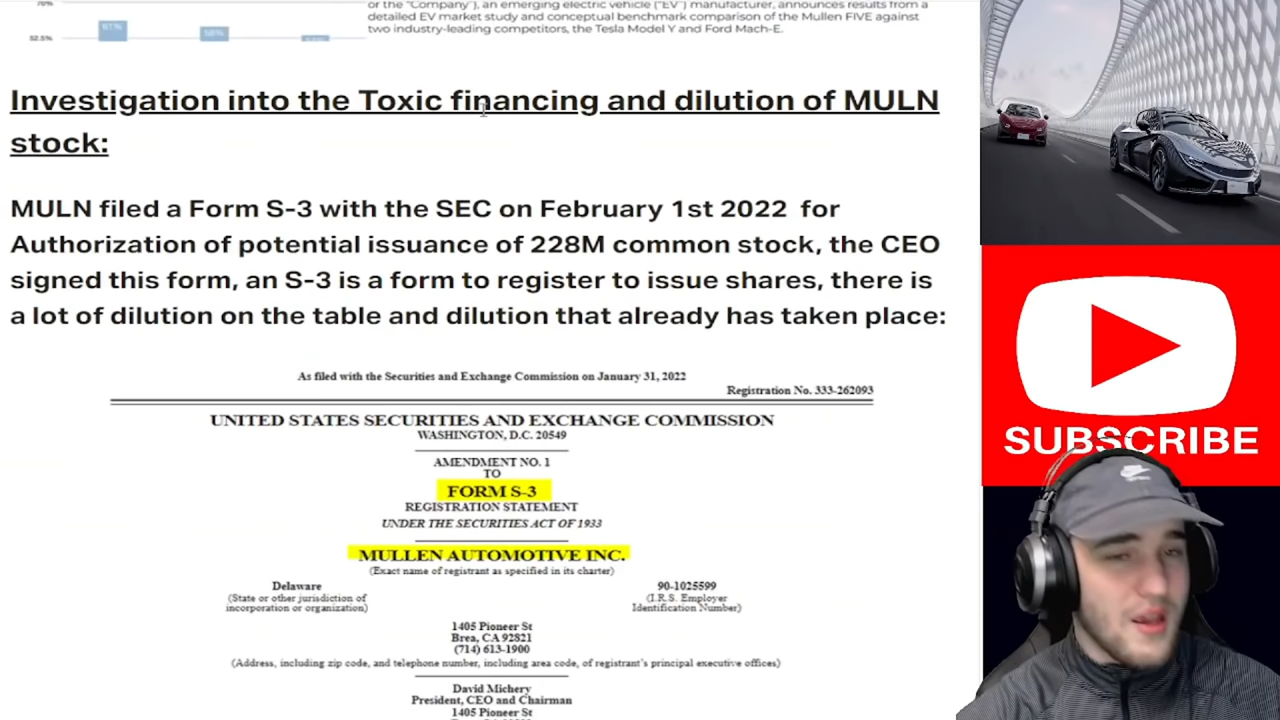 or the "Company"), an emerging electric vehicle ("EV") manufacturer, announces results from a
detailed EV market study and conceptual benchmark comparison of the Mullen FIVE against
two industry-leading competitors, the Tesla Model Y and Ford Mach-E.
70%
52.5%
61%
58%
Investigation into the Toxic financing and dilution of MULN
stock:
MULN filed a Form S-3 with the SEC on February 1st 2022 for
Authorization of potential issuance of 228M common stock, the CEO
signed this form, an S-3 is a form to register to issue shares, there is
a lot of dilution on the table and dilution that already has taken place:
As filed with the Securities and Exchange Commission on January 31, 2022
Registration No. 333-262093
UNITED STATES SECURITIES AND EXCHANGE COMMISSION
WASHINGTON, D.C. 20549
AMENDMENT NO. 1
TO
FORM S-3
REGISTRATION STATEMENT
UNDER THE SECURITIES ACT OF 1933
MULLEN AUTOMOTIVE INC.
(Exact name of registrant as specified in its charter)
Delaware
(State or other jurisdiction of
incorporation or organization)
90-1025599
(I.R.S. Employer
Identification Number)
1405 Pioneer St
Brea, CA 92821
(714) 613-1900
(Address, including zip code, and telephone number, including area code, of registrant's principal executive offices)
David Michery
President, CEO and Chairman
1405 Pioneer St
SUBSCRIBE